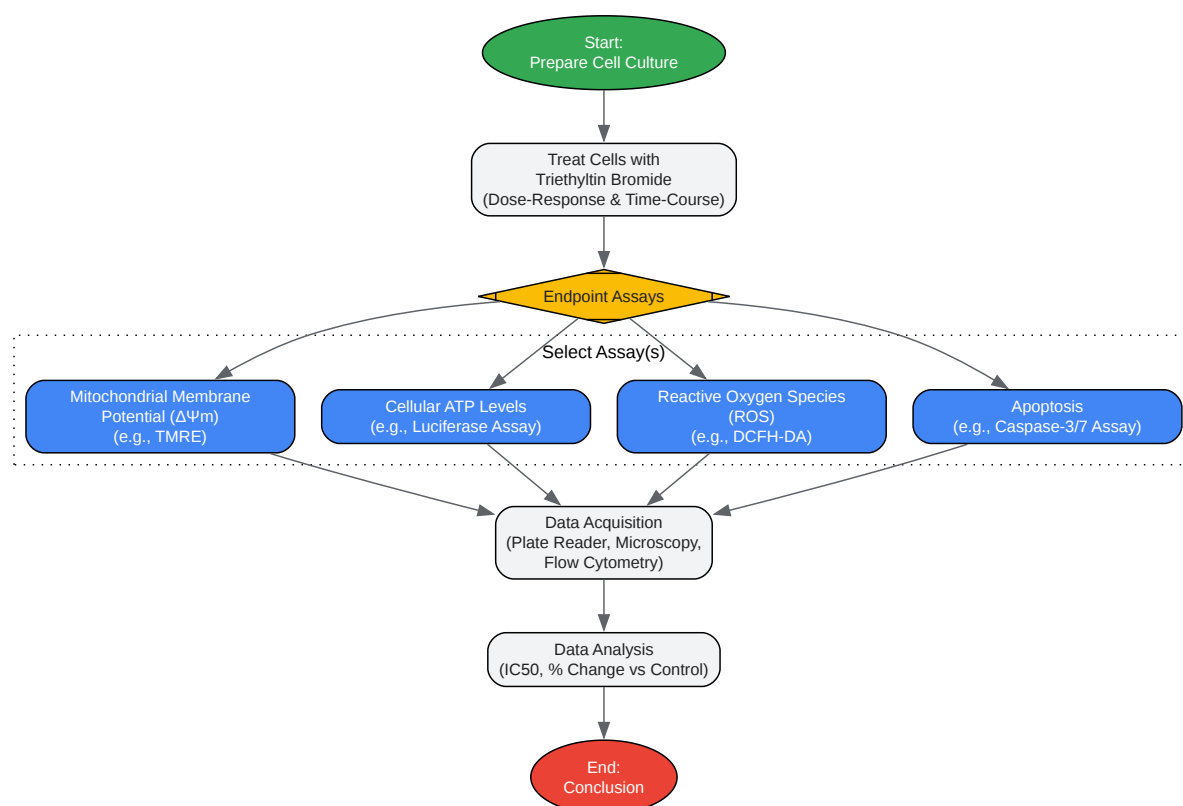 Start:
Prepare Cell Culture
Treat Cells with
Triethyltin Bromide
(Dose-Response & Time-Course)
Endpoint Assays
Select Assay(s)
Mitochondrial Membrane
Potential (ΔΨm)
(e.g., TMRE)
Cellular ATP Levels
(e.g., Luciferase Assay)
Reactive Oxygen Species
(ROS)
(e.g., DCFH-DA)
Apoptosis
(e.g., Caspase-3/7 Assay)
Data Acquisition
(Plate Reader, Microscopy,
Flow Cytometry)
Data Analysis
(IC50, % Change vs Control)
End:
Conclusion